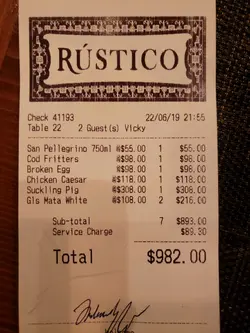 RÚSTICO
Check 41193 22/06/19 21:55
Table 22 2 Guest(s) Vicky
San Pellegrino 750ml @$55.00 1 $55.00
Cod Fritters @$98.00 1 $98.00
Broken Egg @$98.00 1 $98.00
Chicken Caesar @$118.00 1 $118.00
Suckling Pig @$308.00 1 $308.00
Gls Mata White @$108.00 2 $216.00
Sub-total 7 $893.00
Service Charge $89.30
Total $982.00